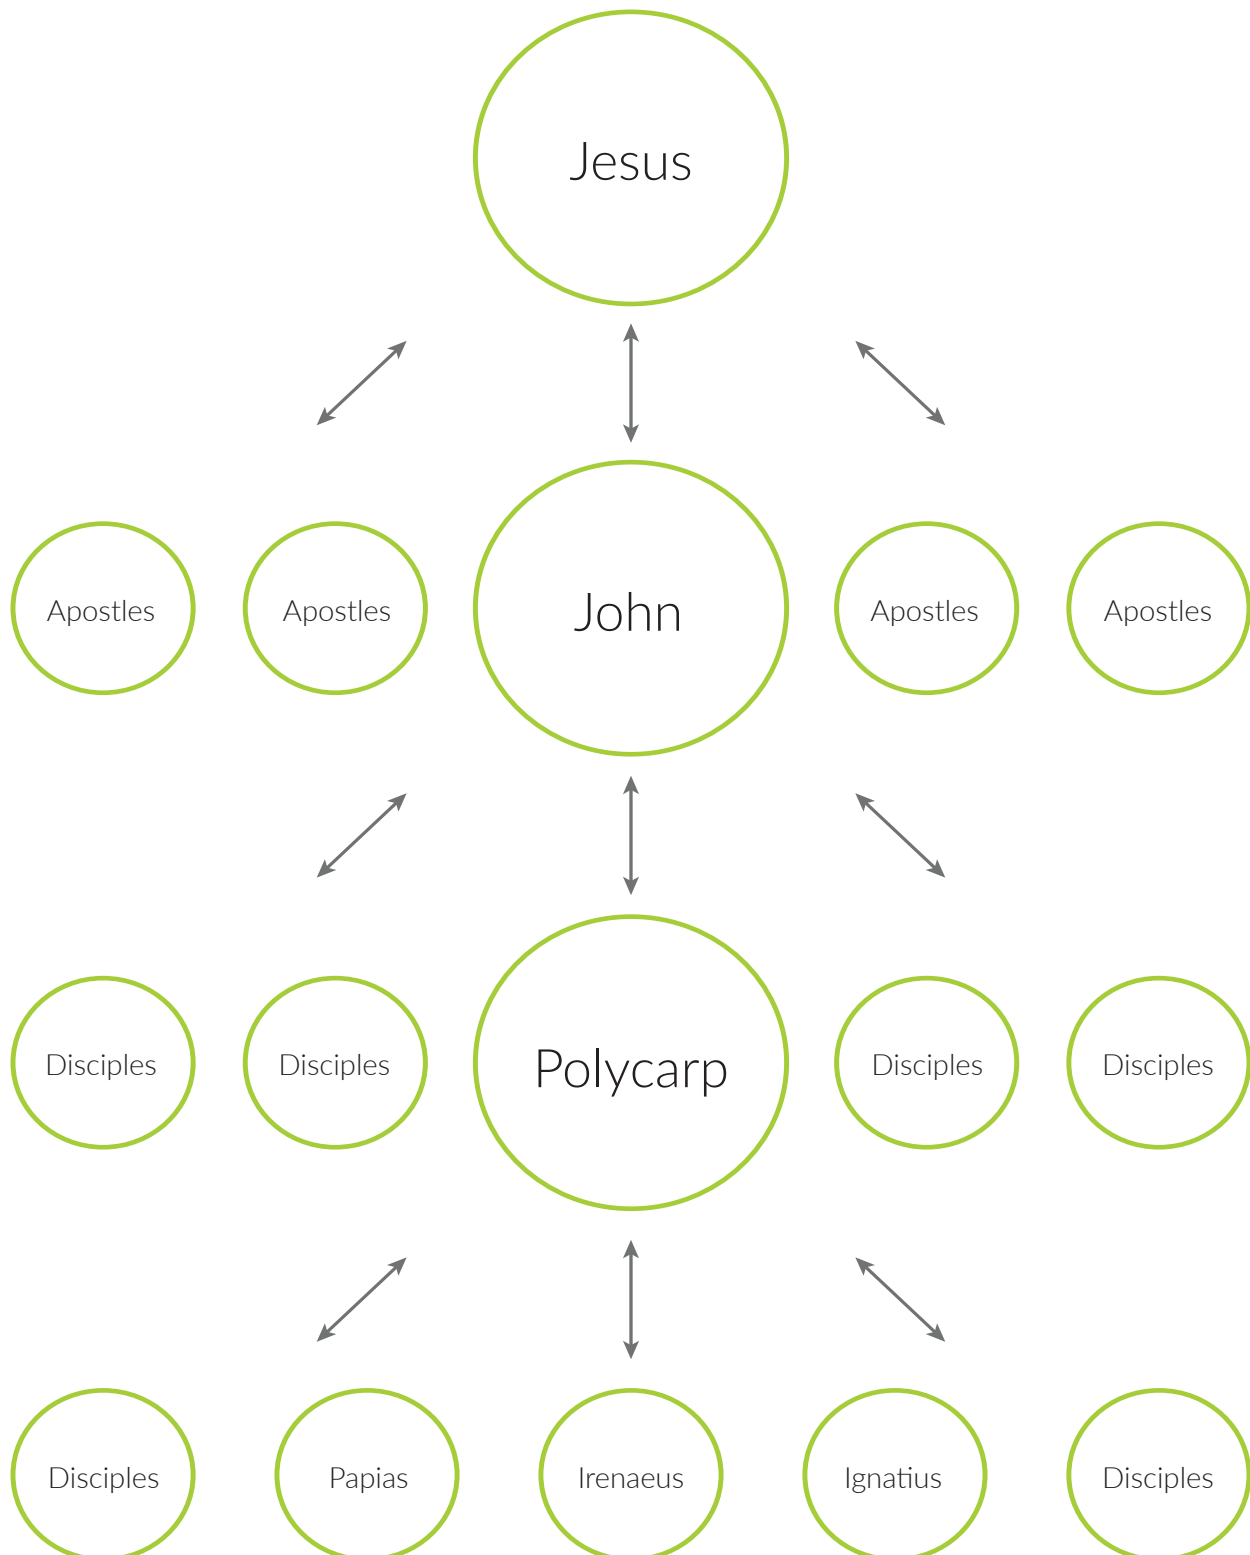 Jesus
Apostles
Apostles
John
Apostles
Apostles
Disciples
Disciples
Polycarp
Disciples
Disciples
Disciples
Papias
Irenaeus
Ignatius
Disciples